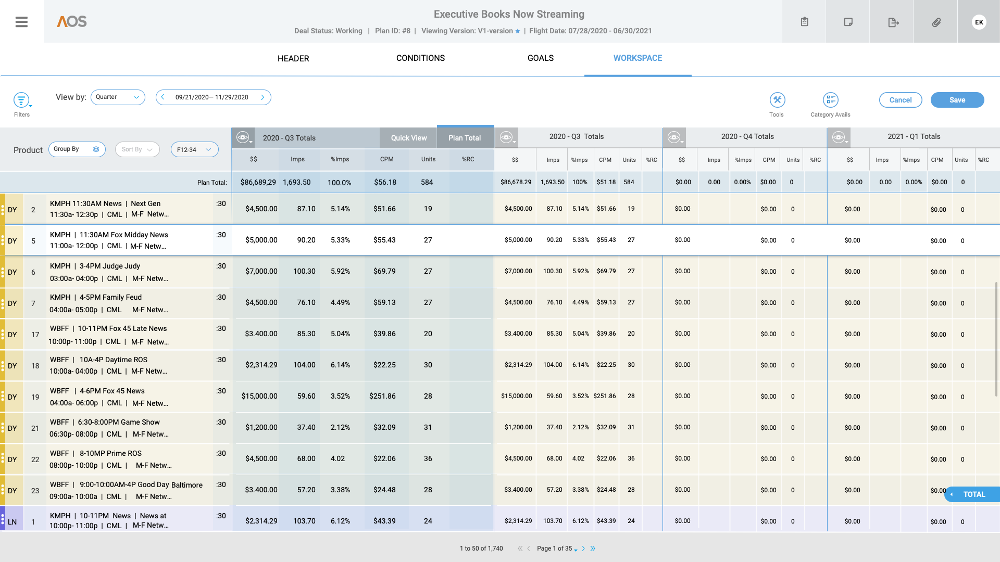 AOS
Executive Books Now Streaming
Deal Status: Working | Plan ID: #8 | Viewing Version: V1-version ★ | Flight Date: 07/28/2020 - 06/30/2021
EK
HEADER CONDITIONS GOALS WORKSPACE
Filters
View by: Quarter 09/21/2020— 11/29/2020
Tools Category Avails Cancel Save
Product Group By Sort By F12-34
2020 - Q3 Totals Quick View Plan Total 2020 - Q3 Totals 2020 - Q4 Totals 2021 - Q1 Totals
$$ Imps %Imps CPM Units %RC $$ Imps %Imps CPM Units %RC $$ Imps %Imps CPM Units %RC $$ Imps %Imps CPM Units %RC
Plan Total: $86,689,29 1,693.50 100.0% $56.18 584 $86,678.29 1,693.50 100% $51.18 584 $0.00 0.00 0.00% $0.00 0 $0.00 0.00 0.00% $0.00 0
DY 2 KMPH 11:30AM News | Next Gen :30 $4,500.00 87.10 5.14% $51.66 19 $4,500.00 87.10 5.14% $51.66 19 $0.00 $0.00 0 $0.00 $0.00 0
11:30a- 12:30p | CML | M-F Netw...
DY 5 KMPH | 11:30AM Fox Midday News :30 $5,000.00 90.20 5.33% $55.43 27 $5,000.00 90.20 5.33% $55.43 27 $0.00 $0.00 0 $0.00 $0.00 0
11:00a- 12:00p | CML | M-F Netw...
DY 6 KMPH | 3-4PM Judge Judy :30 $7,000.00 100.30 5.92% $69.79 27 $7,000.00 100.30 5.92% $69.79 27 $0.00 $0.00 0 $0.00 $0.00 0
03:00a- 04:00p | CML | M-F Netw...
DY 7 KMPH | 4-5PM Family Feud :30 $4,500.00 76.10 4.49% $59.13 27 $4,500.00 76.10 4.49% $59.13 27 $0.00 $0.00 0 $0.00 $0.00 0
04:00a- 05:00p | CML M-F Netw...
DY 17 WBFF | 10-11PM Fox 45 Late News :30 $3.400.00 85.30 5.04% $39.86 20 $3.400.00 85.30 5.04% $39.86 20 $0.00 $0.00 0 $0.00 $0.00 0
10:00p- 11:00p | CML | M-F Netw...
DY 18 WBFF | 10A-4P Daytime ROS :30 $2,314.29 104.00 6.14% $22.25 30 $2,314.29 104.00 6.14% $22.25 30 $0.00 $0.00 0 $0.00 $0.00 0
10:00a- 04:00p | CML | M-F Netw...
DY 19 WBFF | 4-6PM Fox 45 News :30 $15,000.00 59.60 3.52% $251.86 28 $15,000.00 59.60 3.52% $251.86 28 $0.00 $0.00 0 $0.00 $0.00 0
04:00a- 06:00p | CML | M-F Netw...
DY 21 WBFF | 6:30-8:00PM Game Show :30 $1,200.00 37.40 2.12% $32.09 31 $1,200.00 37.40 2.12% $32.09 31 $0.00 $0.00 0 $0.00 $0.00 0
06:30p- 08:00p | CML | M-F Netw...
DY 22 WBFF | 8-10MP Prime ROS :30 $4,500.00 68.00 4.02 $22.06 36 $4,500.00 68.00 4.02 $22.06 36 $0.00 $0.00 0 $0.00 $0.00 0
08:00p- 10:00p | CML | M-F Netw...
DY 23 WBFF | 9:00-10:00AM-4P Good Day Baltimore :30 $3.400.00 57.20 3.38% $24.48 28 $3.400.00 57.20 3.38% $24.48 28 $0.00 $0.00 0 $0.00 $0.00 TOTAL
09:00a- 10:00a | CML | M-F Netw...
LN 1 KMPH | 10-11PM News | News at :30 $2.314.29 103.70 6.12% $43.39 24 $2,314.29 103.70 6.12% $43.39 24 $0.00 $0.00 0 $0.00 $0.00 0
10:00p- 11:00p | CML | M-F Netw...
1 to 50 of 1,740 Page 1 of 35